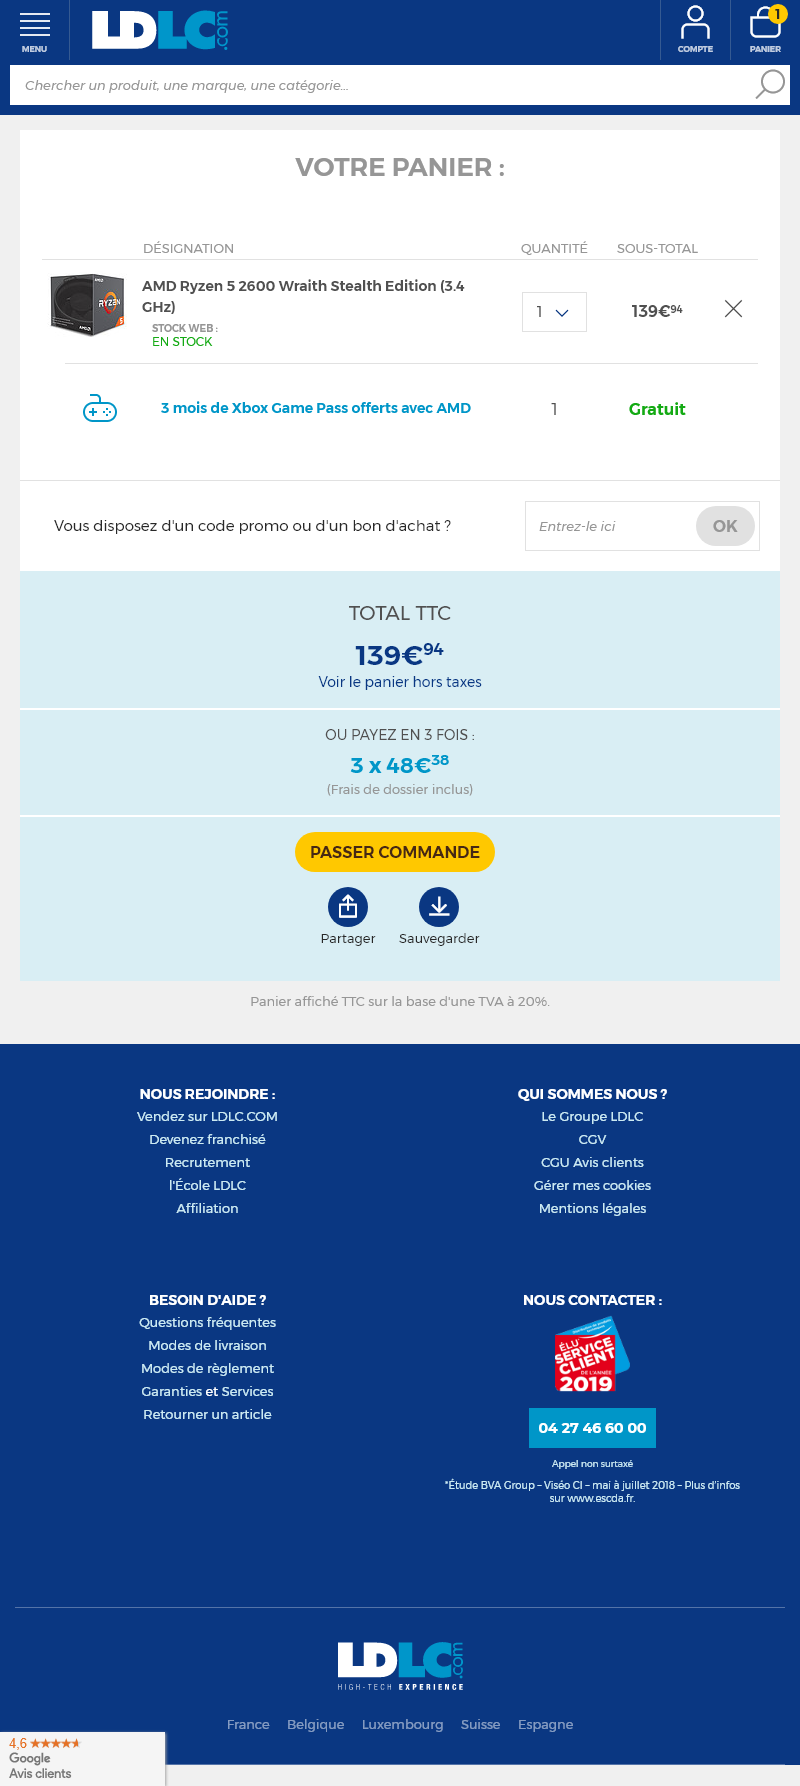 MENU
LDLC.com
COMPTE
1
PANIER
Chercher un produit, une marque, une catégorie...
VOTRE PANIER :
DÉSIGNATION QUANTITÉ SOUS-TOTAL
AMD Ryzen 5 2600 Wraith Stealth Edition (3.4
GHz)
STOCK WEB :
EN STOCK
1
139€94
RYZEN
AMD
3 mois de Xbox Game Pass offerts avec AMD 1 Gratuit
Vous disposez d'un code promo ou d'un bon d'achat ? Entrez-le ici OK
TOTAL TTC
139€94
Voir le panier hors taxes
OU PAYEZ EN 3 FOIS :
3 x 48€38
(Frais de dossier inclus)
PASSER COMMANDE
Partager Sauvegarder
Panier affiché TTC sur la base d'une TVA à 20%.
NOUS REJOINDRE :
Vendez sur LDLC.COM
Devenez franchisé
Recrutement
l'École LDLC
Affiliation
QUI SOMMES NOUS ?
Le Groupe LDLC
CGV
CGU Avis clients
Gérer mes cookies
Mentions légales
BESOIN D'AIDE ?
Questions fréquentes
Modes de livraison
Modes de règlement
Garanties et Services
Retourner un article
NOUS CONTACTER :
ÉLU
SERVICE
CLIENT
DE L'ANNÉE
2019
04 27 46 60 00
Appel non surtaxé
*Étude BVA Group – Viséo CI – mai à juillet 2018 – Plus d'infos
sur www.escda.fr.
LDLC.com
HIGH-TECH EXPERIENCE
France Belgique Luxembourg Suisse Espagne
4,6
Google
Avis clients